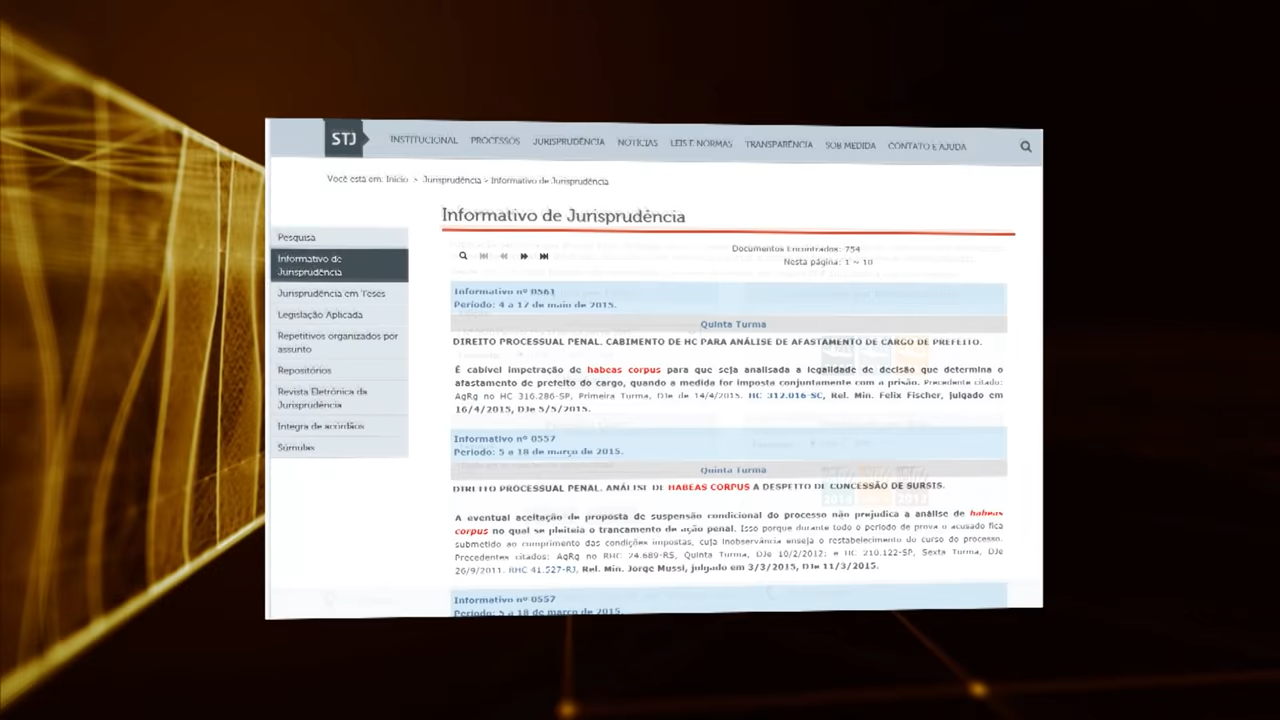 STJ INSTITUCIONAL PROCESSOS JURISPRUDÊNCIA NOTÍCIAS LEIS E NORMAS TRANSPARÊNCIA SOB MEDIDA CONTATO E AJUDA
Você está em: Início > Jurisprudência > Informativo de Jurisprudência
Informativo de Jurisprudência
Pesquisa
Informativo de
Jurisprudência
Jurisprudência em Teses
Legislação Aplicada
Repetitivos organizados por
assunto
Repositórios
Revista Eletrônica da
Jurisprudência
Íntegra de acórdãos
Súmulas
Documentos Encontrados: 754
Nesta página: 1 ~ 10
Informativo nº 0561
Período: 4 a 17 de maio de 2015.
Quinta Turma
DIREITO PROCESSUAL PENAL. CABIMENTO DE HC PARA ANÁLISE DE AFASTAMENTO DE CARGO DE PREFEITO.
É cabível impetração de habeas corpus para que seja analisada a legalidade de decisão que determina o
afastamento de prefeito do cargo, quando a medida for imposta conjuntamente com a prisão. Precedente citado:
AgRg no HC 316.286-SP, Primeira Turma, DJe de 14/4/2015. HC 312.016-SC, Rel. Min. Felix Fischer, julgado em
16/4/2015, DJe 5/5/2015.
Informativo nº 0557
Período: 5 a 18 de março de 2015.
Quinta Turma
DIREITO PROCESSUAL PENAL. ANÁLISE DE HABEAS CORPUS A DESPEITO DE CONCESSÃO DE SURSIS.
A eventual aceitação de proposta de suspensão condicional do processo não prejudica a análise de habeas
corpus no qual se pleiteia o trancamento de ação penal. Isso porque durante todo o período de prova o acusado fica
submetido ao cumprimento das condições impostas, cuja inobservância enseja o restabelecimento do curso do processo.
Precedentes citados: AgRg no RHC 24.689-RS, Quinta Turma, DJe 10/2/2012; e HC 210.122-SP, Sexta Turma, DJe
26/9/2011. RHC 41.527-RJ, Rel. Min. Jorge Mussi, julgado em 3/3/2015, DJe 11/3/2015.
Informativo nº 0557
Período: 5 a 18 de março de 2015.